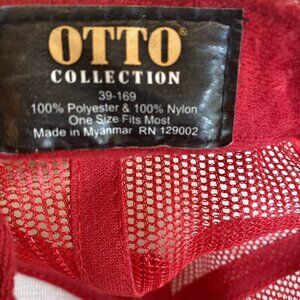 OTTO®
COLLECTION
39-169
100% Polyester & 100% Nylon
One Size Fits Most
Made in Myanmar RN 129002